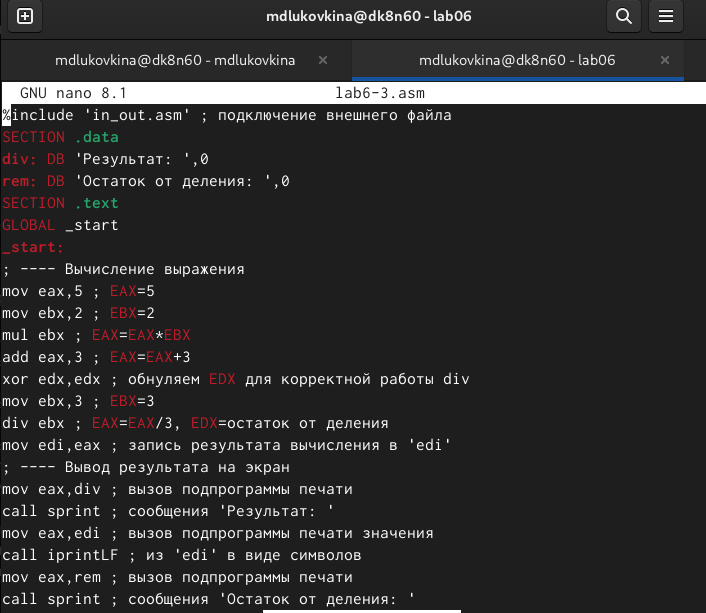 mdlukovkina@dk8n60 - lab06
mdlukovkina@dk8n60 - mdlukovkina × mdlukovkina@dk8n60 - lab06 ×
GNU nano 8.1 lab6-3.asm
%include 'in_out.asm' ; подключение внешнего файла
SECTION .data
div: DB 'Результат: ',0
rem: DB 'Остаток от деления: ',0
SECTION .text
GLOBAL _start
_start:
; ---- Вычисление выражения
mov eax,5 ; EAX=5
mov ebx,2 ; EBX=2
mul ebx ; EAX=EAX*EBX
add eax,3 ; EAX=EAX+3
xor edx,edx ; обнуляем EDX для корректной работы div
mov ebx,3 ; EBX=3
div ebx ; EAX=EAX/3, EDX=остаток от деления
mov edi,eax ; запись результата вычисления в 'edi'
; ---- Вывод результата на экран
mov eax,div ; вызов подпрограммы печати
call sprint ; сообщения 'Результат: '
mov eax,edi ; вызов подпрограммы печати значения
call iprintLF ; из 'edi' в виде символов
mov eax,rem ; вызов подпрограммы печати
call sprint ; сообщения 'Остаток от деления: '